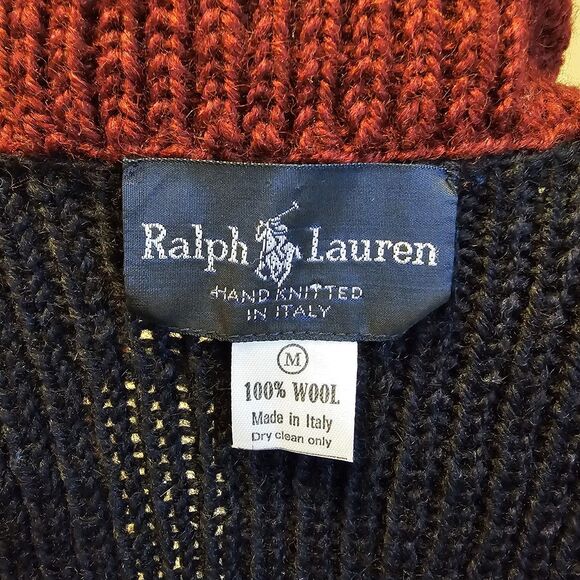 Ralph Lauren
HAND KNITTED
IN ITALY
M
100% WOOL
Made in Italy
Dry clean only